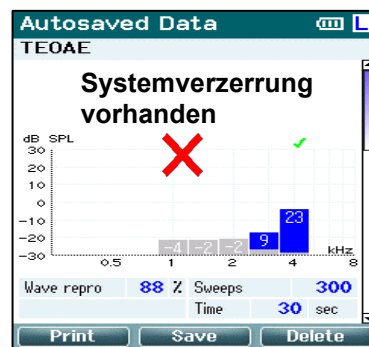 Autosaved Data L
TEOAE
Systemverzerrung
vorhanden
dB SPL
30
20
10
0
-10
-20
-30
-4 -2 -2 9 23
kHz
0.5 1 2 4 8
Wave repro 88 % Sweeps 300
Time 30 sec
Print Save Delete